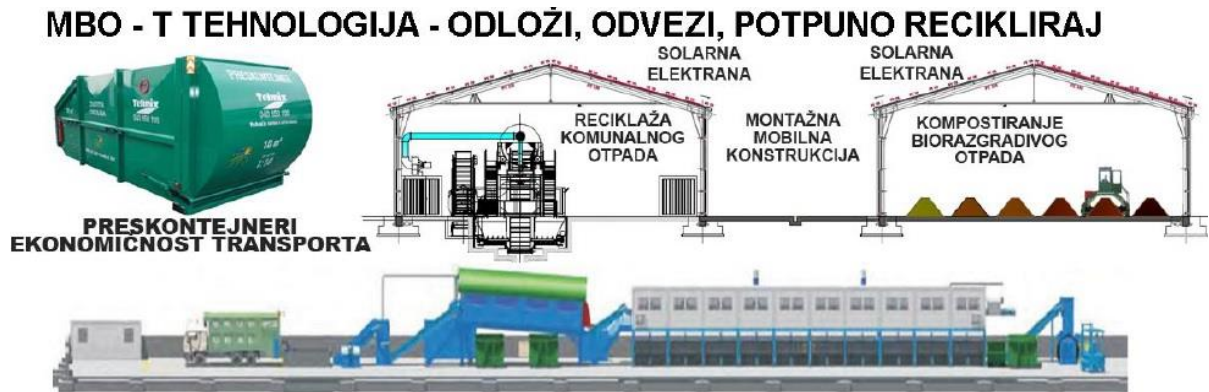 MBO - T TEHNOLOGIJA - ODLOŽI, ODVEZI, POTPUNO RECIKLIRAJ
Tehnix
PRESKONTEJNERI
EKONOMIČNOST TRANSPORTA
SOLARNA
ELEKTRANA
RECIKLAŽA
KOMUNALNOG
OTPADA
MONTAŽNA
MOBILNA
KONSTRUKCIJA
SOLARNA
ELEKTRANA
KOMPOSTIRANJE
BIORAZGRADIVOG
OTPADA